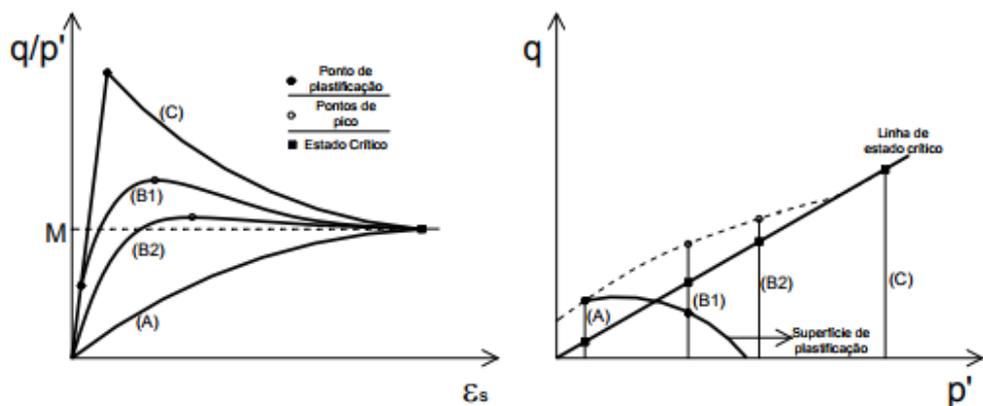 q/p'
Ponto de
plastificação
Pontos de
pico
Estado Crítico
(C)
(B1)
M
(B2)
(A)
εs
q
Linha de
estado crítico
(A)
(B1)
(B2)
(C)
Superfície de
plastificação
p'